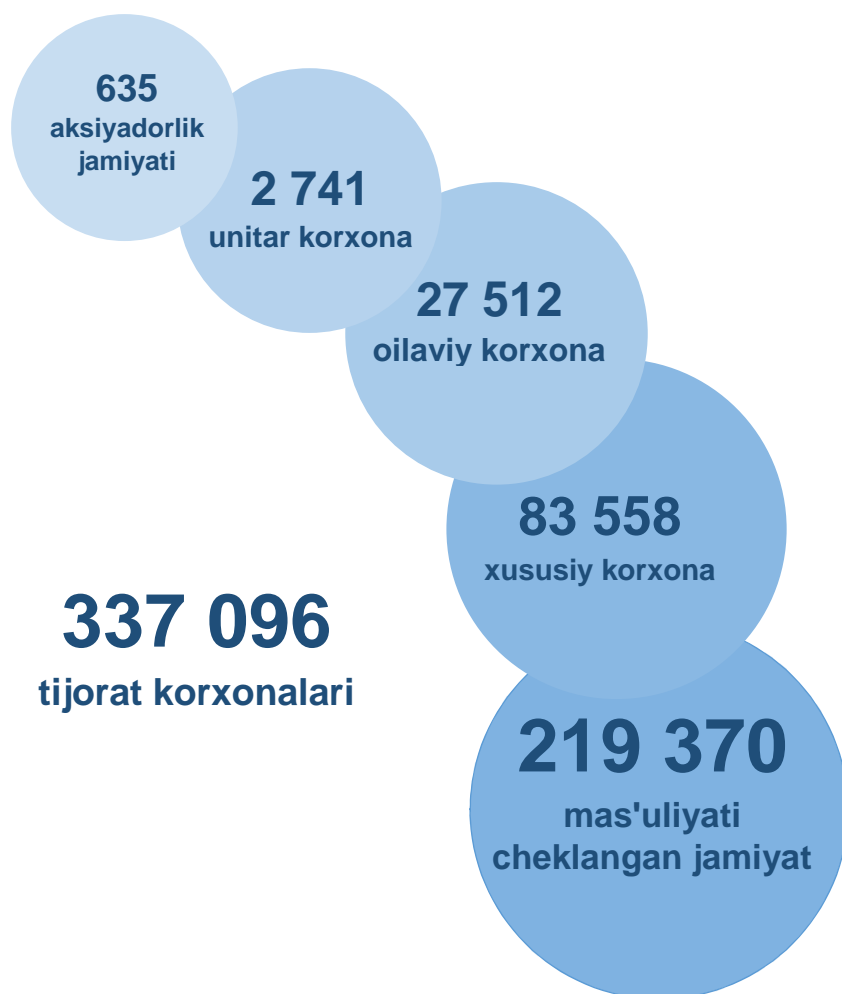 635
aksiyadorlik
jamiyati
2 741
unitar korxona
27 512
oilaviy korxona
83 558
xususiy korxona
337 096
tijorat korxonalari
219 370
mas'uliyati
cheklangan jamiyat